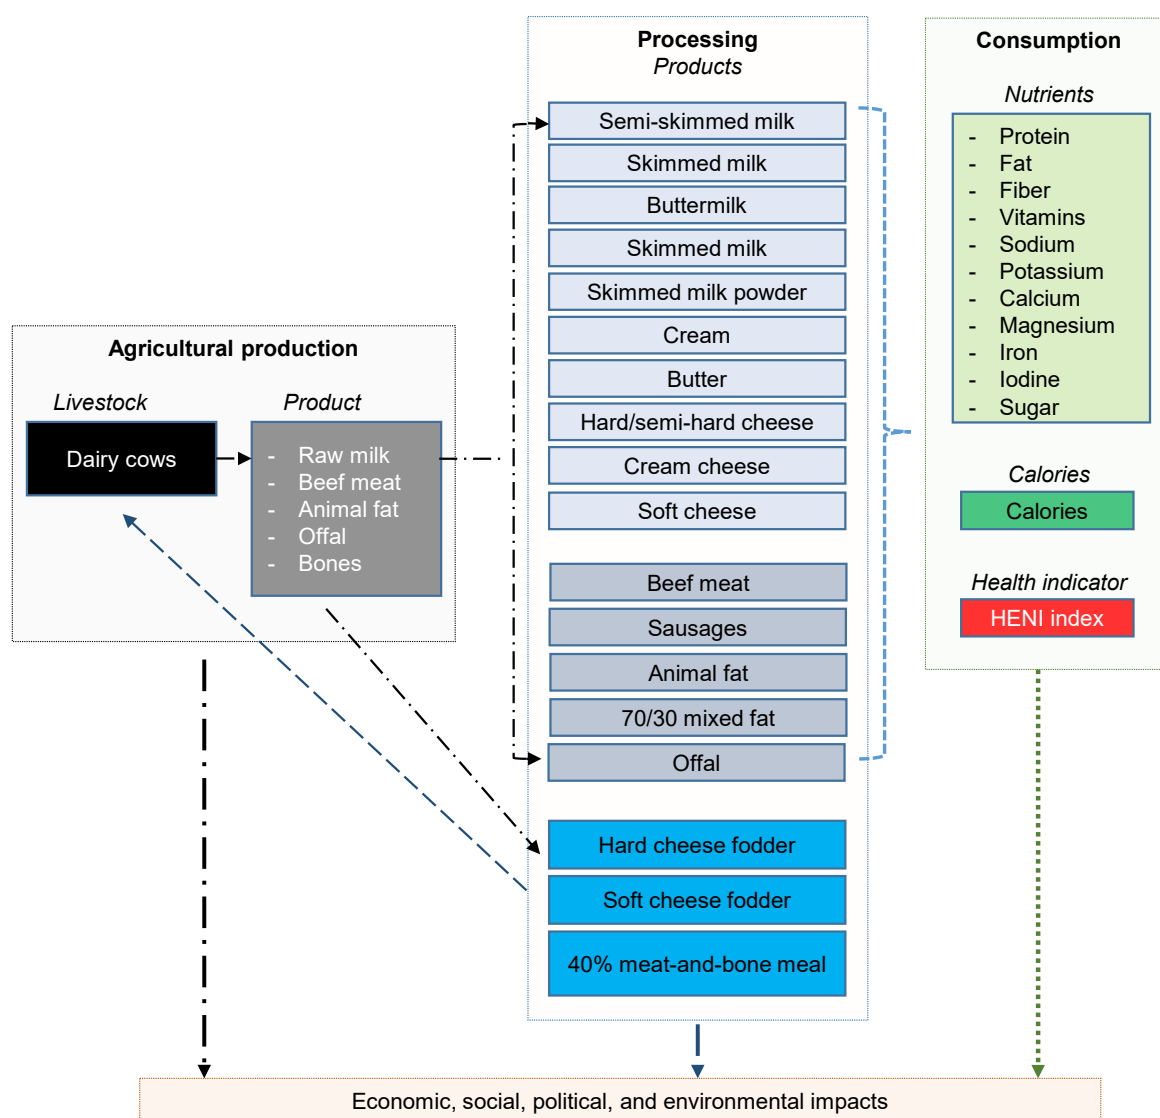 Agricultural production
Livestock
Dairy cows
Product
- Raw milk
- Beef meat
- Animal fat
- Offal
- Bones
Processing
Products
Semi-skimmed milk
Skimmed milk
Buttermilk
Skimmed milk
Skimmed milk powder
Cream
Butter
Hard/semi-hard cheese
Cream cheese
Soft cheese
Beef meat
Sausages
Animal fat
70/30 mixed fat
Offal
Hard cheese fodder
Soft cheese fodder
40% meat-and-bone meal
Consumption
Nutrients
- Protein
- Fat
- Fiber
- Vitamins
- Sodium
- Potassium
- Calcium
- Magnesium
- Iron
- Iodine
- Sugar
Calories
Calories
Health indicator
HENI index
Economic, social, political, and environmental impacts